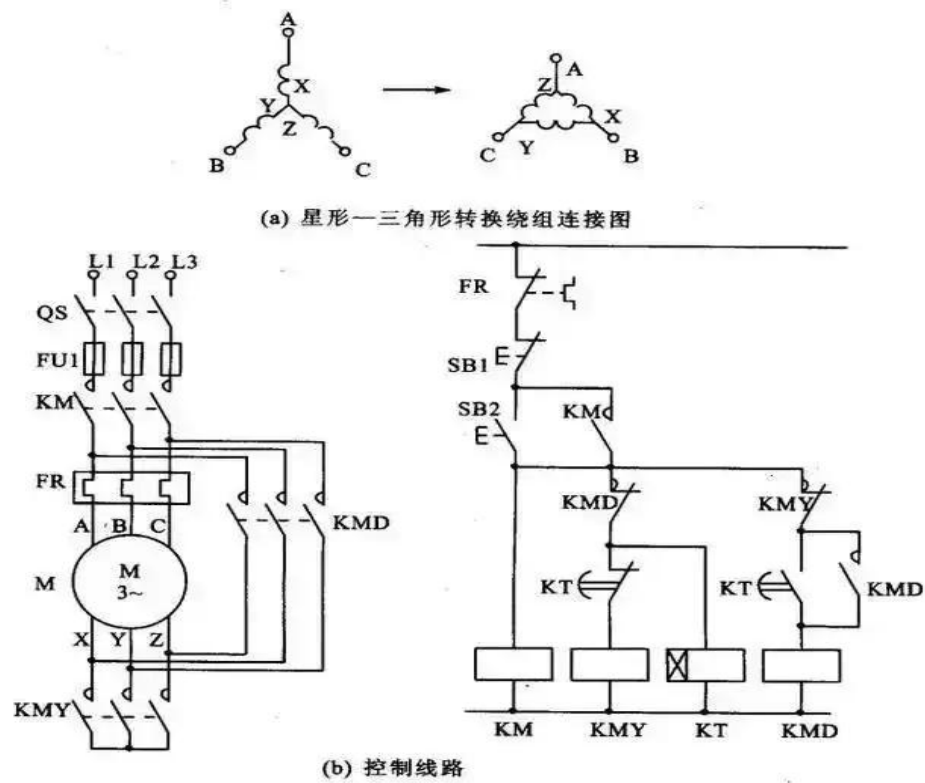 A
X
Y
Z
B
C
A
Z
X
C
Y
B
(a) 星形—三角形转换绕组连接图
L1 L2 L3
QS
FU1
KM
FR
A B C
KMD
M
M
3~
X Y Z
KMY
FR
SB1
SB2
KM
KMD
KMY
KT
KT
KMD
KM
KMY
KT
KMD
(b) 控制线路